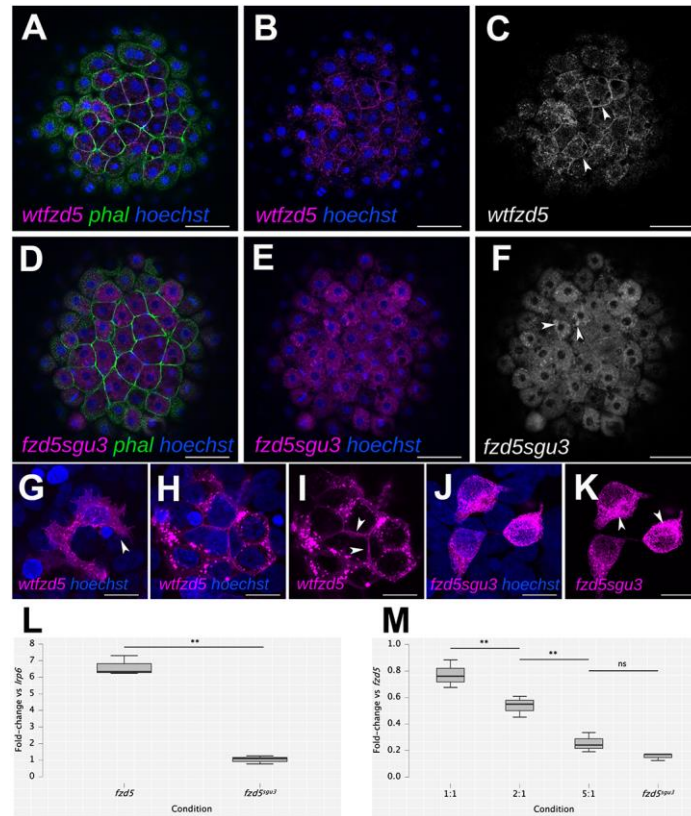 A B C
wtfzd5 phal hoechst wtfzd5 hoechst wtfzd5
D E F
fzd5sgu3 phal hoechst fzd5sgu3 hoechst fzd5sgu3
G H I J K
wtfzd5 hoechst wtfzd5 hoechst wtfzd5 fzd5sgu3 hoechst fzd5sgu3
L M
Fold-change vs lrp6
8
7
6
5
4
3
2
1
0
**
fzd5 fzd5sgu3
Condition
Fold-change vs fzd5
1.0
0.8
0.6
0.4
0.2
0.0
** ** ns
1:1 2:1 5:1 fzd5sgu3
Condition